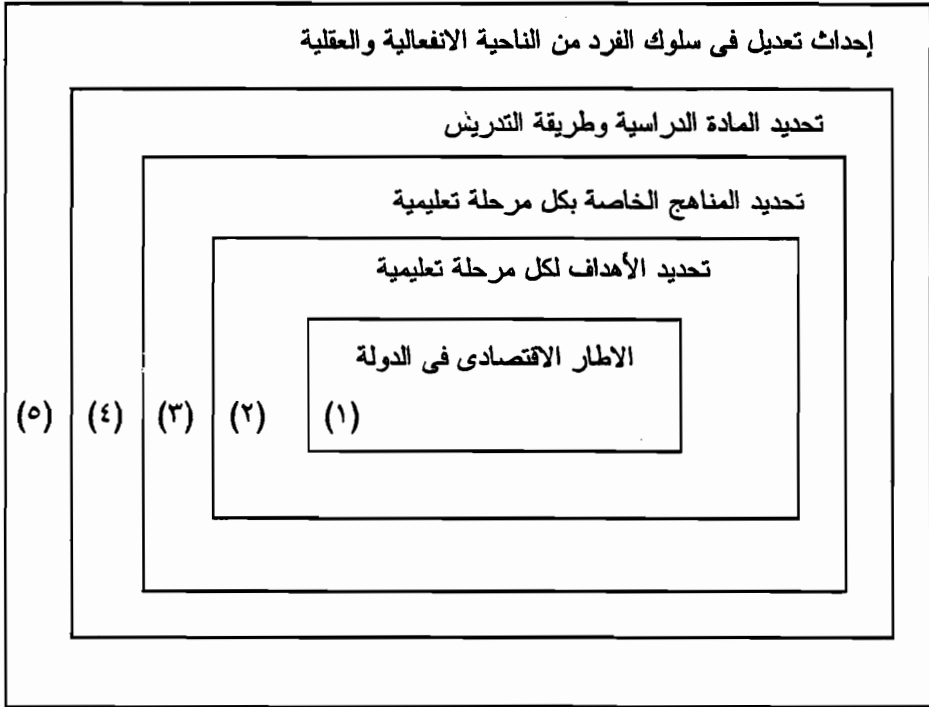 إحداث تعديل فى سلوك الفرد من الناحية الانفعالية والعقلية
تحديد المادة الدراسية وطريقة التدريس
تحديد المناهج الخاصة بكل مرحلة تعليمية
تحديد الأهداف لكل مرحلة تعليمية
الاطار الاقتصادى فى الدولة
(١)
(٢)
(٣)
(٤)
(٥)